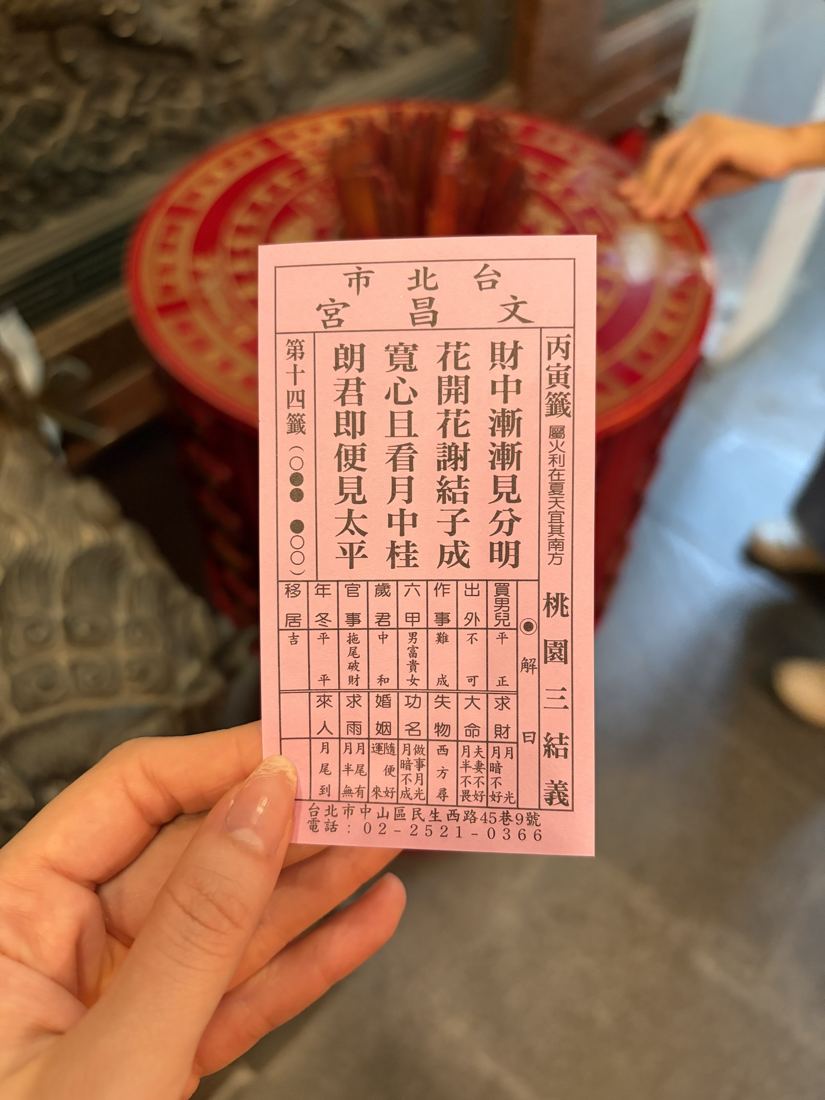 台北市
文昌宮
丙寅籤 屬火利在夏天宜其南方 桃園三結義
財中漸漸見分明
花開花謝結子成
寬心且看月中桂
朗君即便見太平
第十四籤(○●● ●○○)
◉解曰
買男兒 平正
出外 不可
作事 難成
六甲 男富貴女
歲君 中和
官事 拖尾破財
年冬 平平
移居 吉
求財 月光月暗不好
大命 夫妻不好月半不畏
失物 西方尋
功名 做事月光月暗不成
婚姻 隨便好運來
求雨 月尾有月半無
來人 月尾到
台北市中山區民生西路45巷9號
電話:02-2521-0366